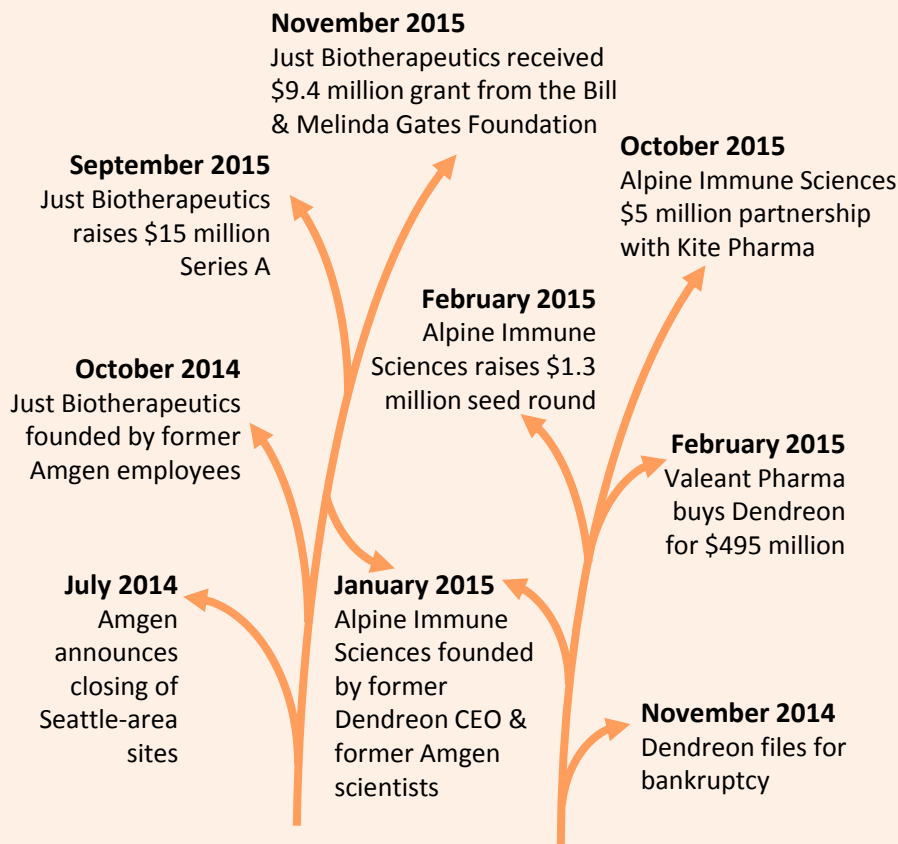 November 2015
Just Biotherapeutics received
$9.4 million grant from the Bill
& Melinda Gates Foundation
September 2015
Just Biotherapeutics
raises $15 million
Series A
October 2015
Alpine Immune Sciences
$5 million partnership
with Kite Pharma
February 2015
Alpine Immune
Sciences raises $1.3
million seed round
October 2014
Just Biotherapeutics
founded by former
Amgen employees
February 2015
Valeant Pharma
buys Dendreon
for $495 million
July 2014
Amgen
announces
closing of
Seattle-area
sites
January 2015
Alpine Immune
Sciences founded
by former
Dendreon CEO &
former Amgen
scientists
November 2014
Dendreon files for
bankruptcy